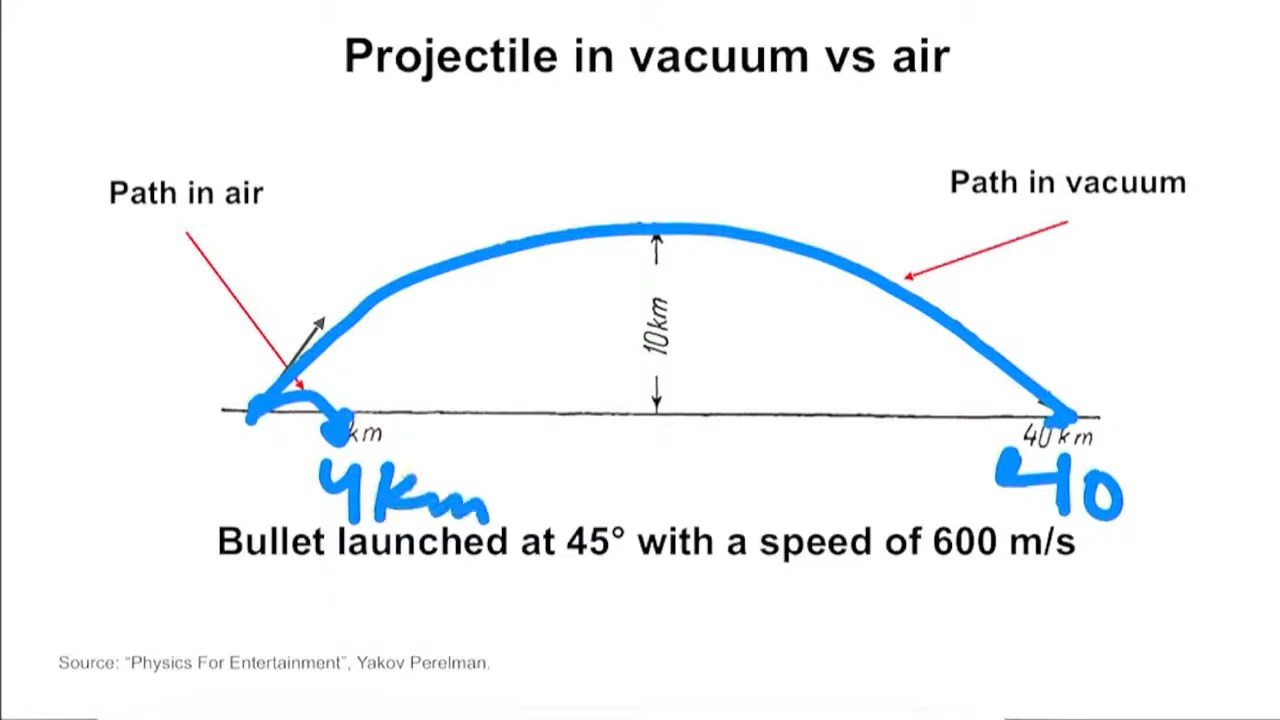 Projectile in vacuum vs air
Path in air
Path in vacuum
10km
km
40 km
4km
40
Bullet launched at 45° with a speed of 600 m/s
Source: “Physics For Entertainment”, Yakov Perelman.